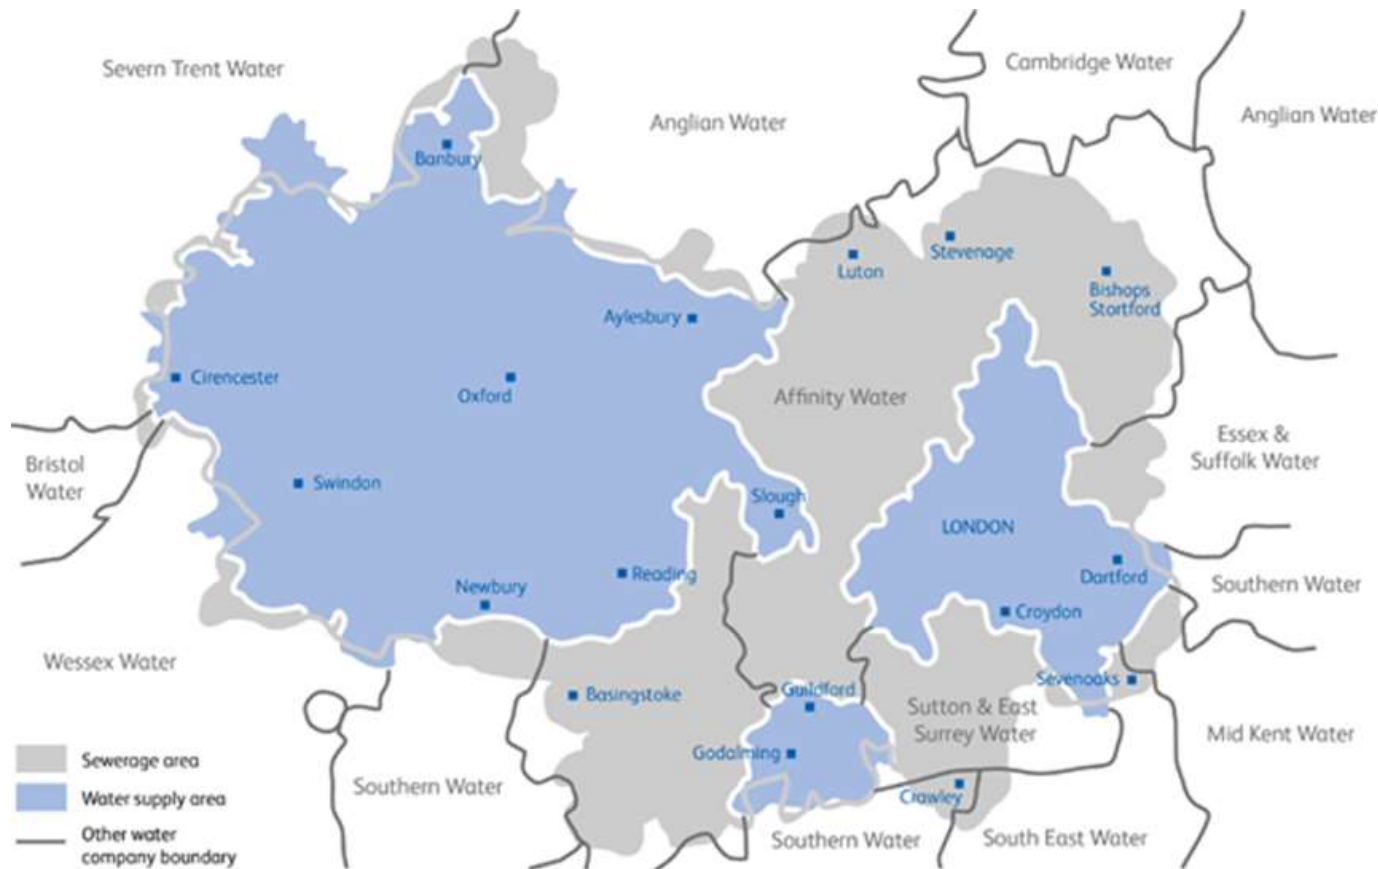 Severn Trent Water
Cambridge Water
Anglian Water
Anglian Water
Banbury
Stevenage
Luton
Bishops
Stortford
Aylesbury
Cirencester
Oxford
Affinity Water
Essex &
Suffolk Water
Bristol
Water
Swindon
Slough
LONDON
Reading
Newbury
Dartford
Southern Water
Croydon
Wessex Water
Sevenoaks
Guildford
Basingstoke
Sutton & East
Surrey Water
Mid Kent Water
Godalming
Southern Water
Crawley
Southern Water
South East Water
Sewerage area
Water supply area
Other water
company boundary